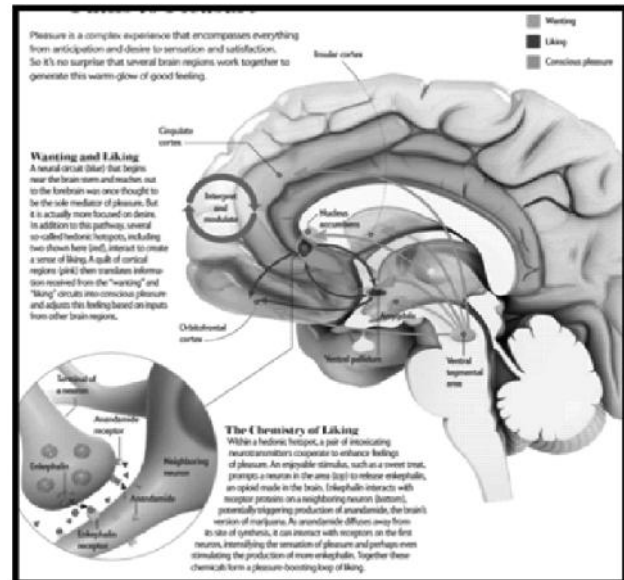 Pleasure is a complex experience that encompasses everything
from anticipation and desire to sensation and satisfaction.
So it's no surprise that several brain regions work together to
generate this warm glow of good feeling.
Wanting
Liking
Conscious pleasure
Insular cortex
Cingulate
cortex
Wanting and Liking
A neural circuit (blue) that begins
near the brain stem and reaches out
to the forebrain was once thought to
be the sole mediator of pleasure. But
it is actually more focused on desire.
In addition to this pathway, several
so-called hedonic hotspots, including
two shown here (red), interact to create
a sense of liking. A quilt of cortical
regions (pink) then translates informa-
tion received from the "wanting" and
"liking" circuits into conscious pleasure
and adjusts this feeling based on inputs
from other brain regions.
Interpret
and
modulate
Nucleus
accumbens
Orbitofrontal
cortex
Amygdala
Ventral pallidum
Ventral
tegmental
area
Terminal of
a neuron
Anandamide
receptor
Enkephalin
Neighboring
neuron
Anandamide
Enkephalin
receptor
The Chemistry of Liking
Within a hedonic hotspot, a pair of intoxicating
neurotransmitters cooperate to enhance feelings
of pleasure. An enjoyable stimulus, such as a sweet treat,
prompts a neuron in the area (top) to release enkephalin,
an opioid made in the brain. Enkephalin interacts with
receptor proteins on a neighboring neuron (bottom),
potentially triggering production of anandamide, the brain's
version of marijuana. As anandamide diffuses away from
its site of synthesis, it can interact with receptors on the first
neuron, intensifying the sensation of pleasure and perhaps even
stimulating the production of more enkephalin. Together these
chemicals form a pleasure-boosting loop of liking.